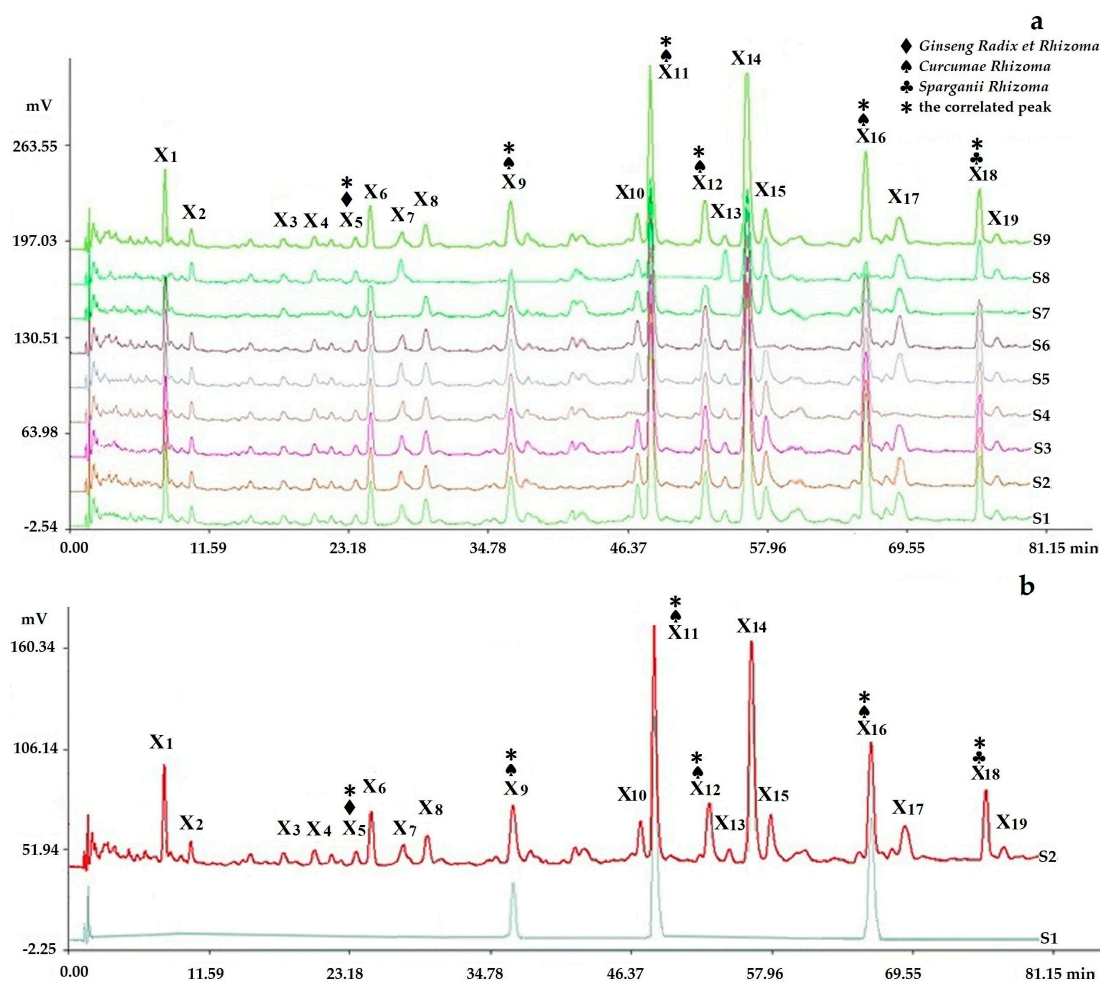 a
♦ Ginseng Radix et Rhizoma
♠ Curcumae Rhizoma
♣ Sparganii Rhizoma
* the correlated peak
mV
263.55
197.03
130.51
63.98
-2.54
X1
X2
X3
X4
*
♦
X5
X6
X7
X8
*
♠
X9
X10
*
♠
X11
*
♠
X12
X13
X14
X15
*
♠
X16
X17
*
♣
X18
X19
S9
S8
S7
S6
S5
S4
S3
S2
S1
0.00 11.59 23.18 34.78 46.37 57.96 69.55 81.15 min
b
mV
160.34
106.14
51.94
-2.25
X1
X2
X3
X4
*
♦
X5
X6
X7
X8
*
♠
X9
X10
*
♠
X11
*
♠
X12
X13
X14
X15
*
♠
X16
X17
*
♣
X18
X19
S2
S1
0.00 11.59 23.18 34.78 46.37 57.96 69.55 81.15 min